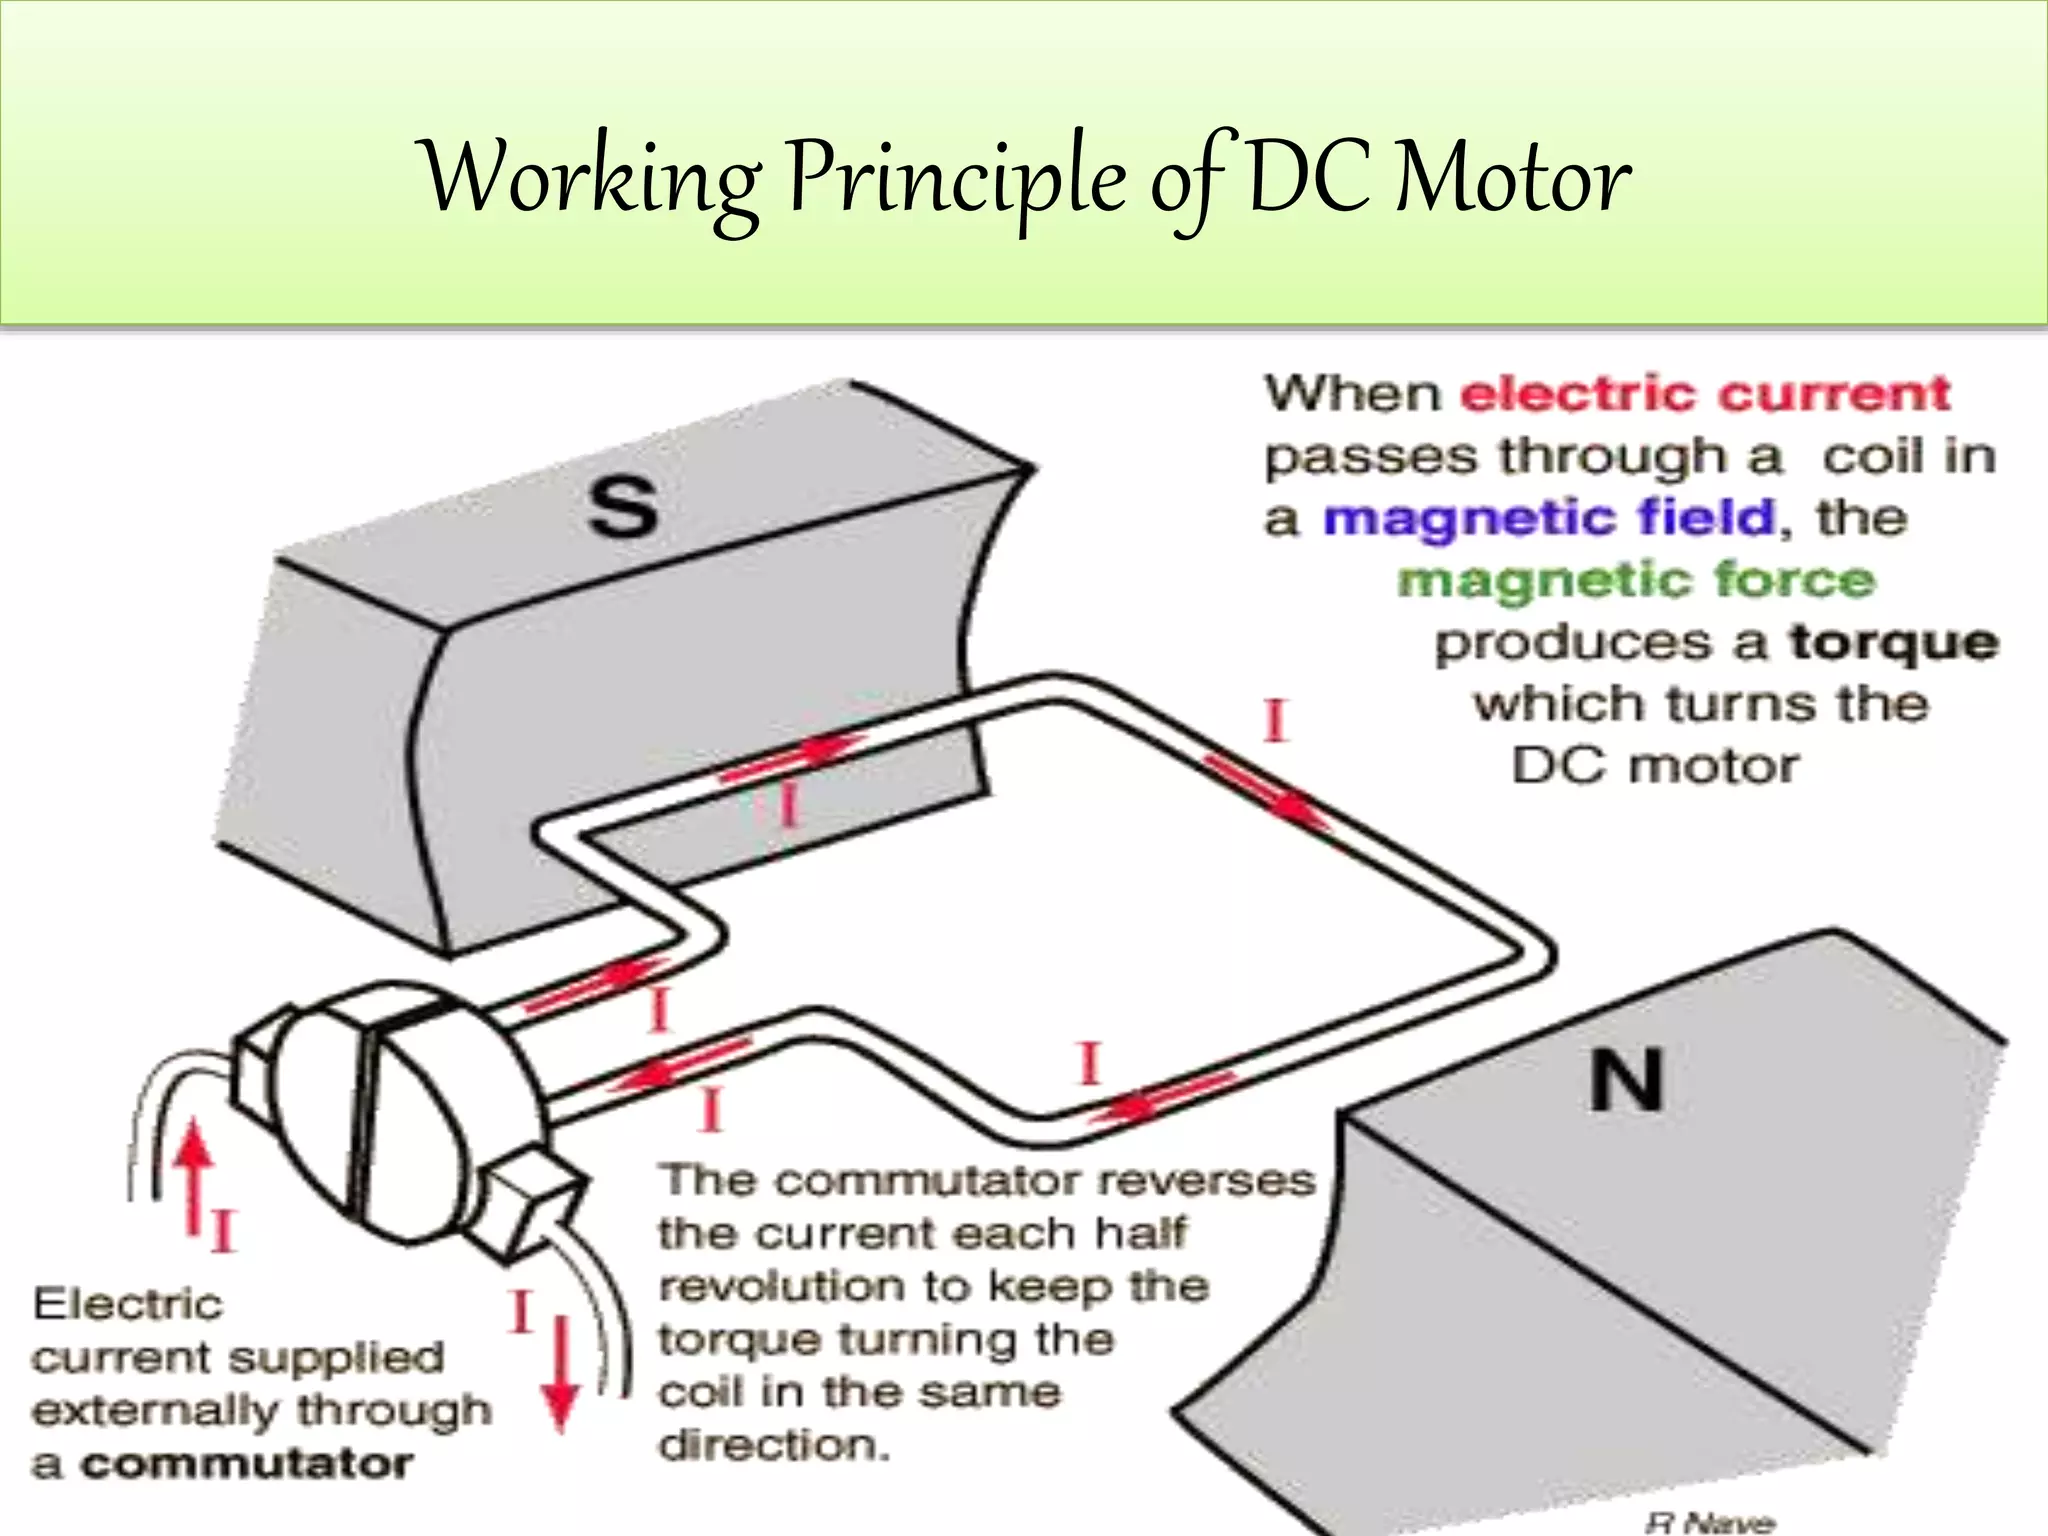 Working Principle of DC Motor
When electric current
passes through a coil in
a magnetic field, the
magnetic force
produces a torque
which turns the
DC motor
S
I
I
I
N
I
I
I
I
The commutator reverses
the current each half
revolution to keep the
torque turning the
coil in the same
direction.
Electric
current supplied
externally through
a commutator
R Nave